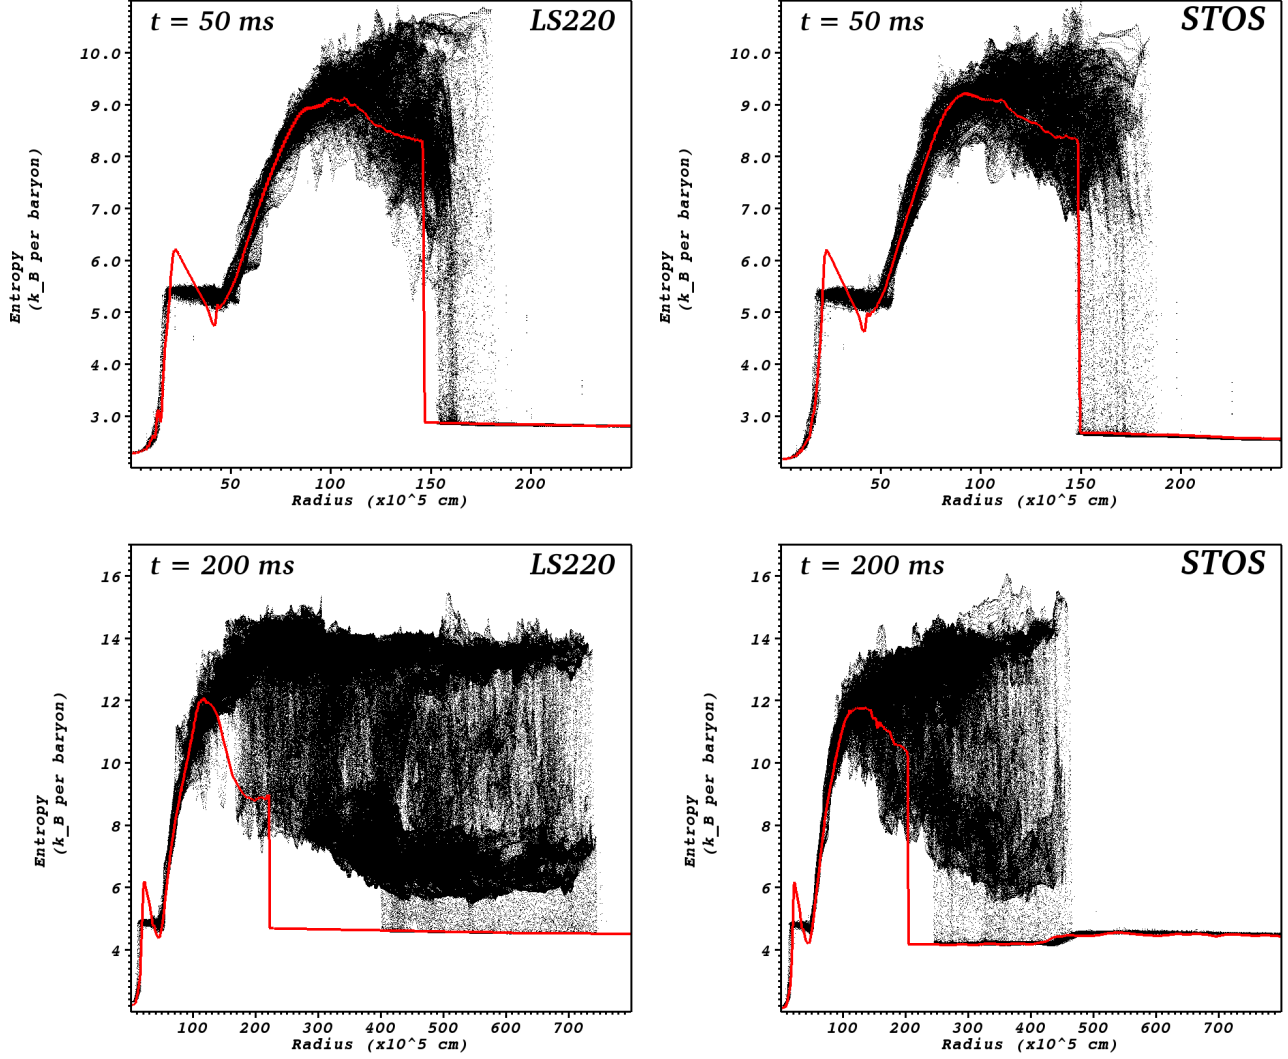 t = 50 ms
LS220
10.0
9.0
8.0
7.0
6.0
5.0
4.0
3.0
Entropy
(k_B per baryon)
50
100
150
200
Radius (x10^5 cm)
t = 50 ms
STOS
10.0
9.0
8.0
7.0
6.0
5.0
4.0
3.0
Entropy
(k_B per baryon)
50
100
150
200
Radius (x10^5 cm)
t = 200 ms
LS220
16
14
12
10
8
6
4
Entropy
(k_B per baryon)
100
200
300
400
500
600
700
Radius (x10^5 cm)
t = 200 ms
STOS
16
14
12
10
8
6
4
Entropy
(k_B per baryon)
100
200
300
400
500
600
700
Radius (x10^5 cm)